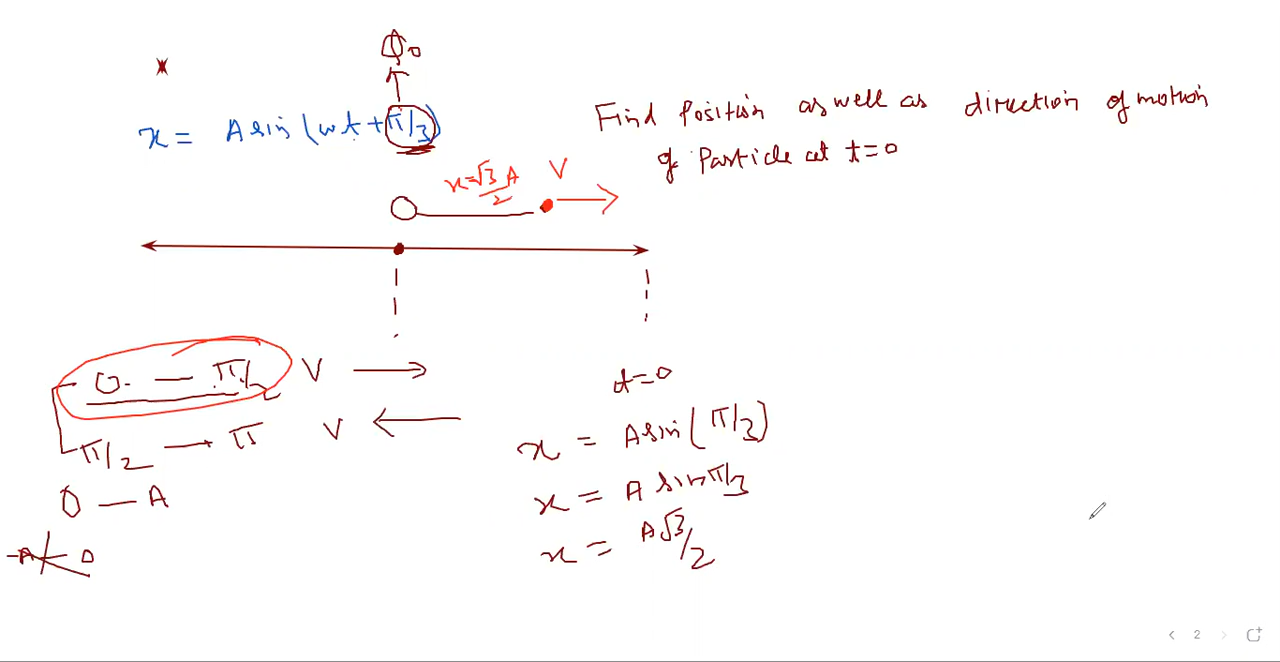 *
ϕ₀
x = A sin (ωt + π/3)
Find Position as well as direction of motion
of Particle at t=0
x=√3 A/2 V
0 — π/2 V →
π/2 → π V ←
0 — A
-A — 0
t=0
x = A sin (π/3)
x = A sin π/3
x = A√3/2
2